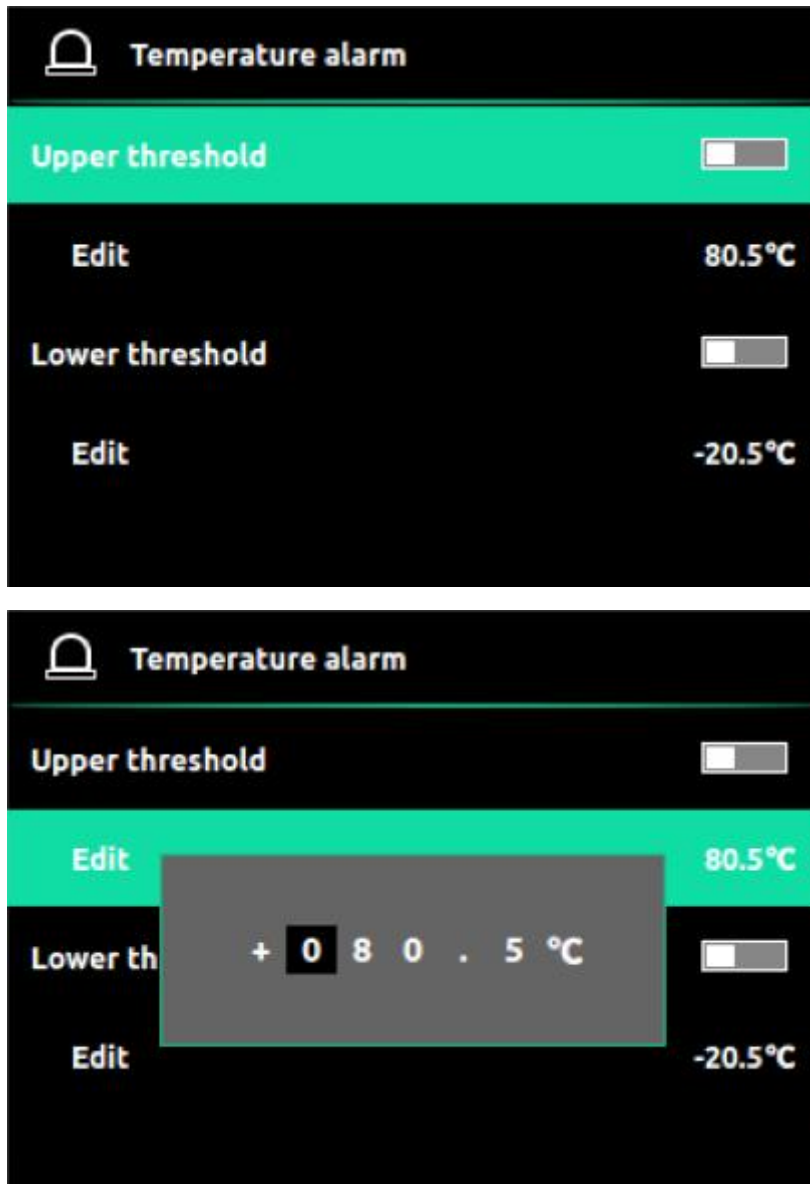 Temperature alarm
Upper threshold
Edit 80.5°C
Lower threshold
Edit -20.5°C
Temperature alarm
Upper threshold
Edit 80.5°C
+ 0 8 0 . 5 °C
Lower th
Edit -20.5°C